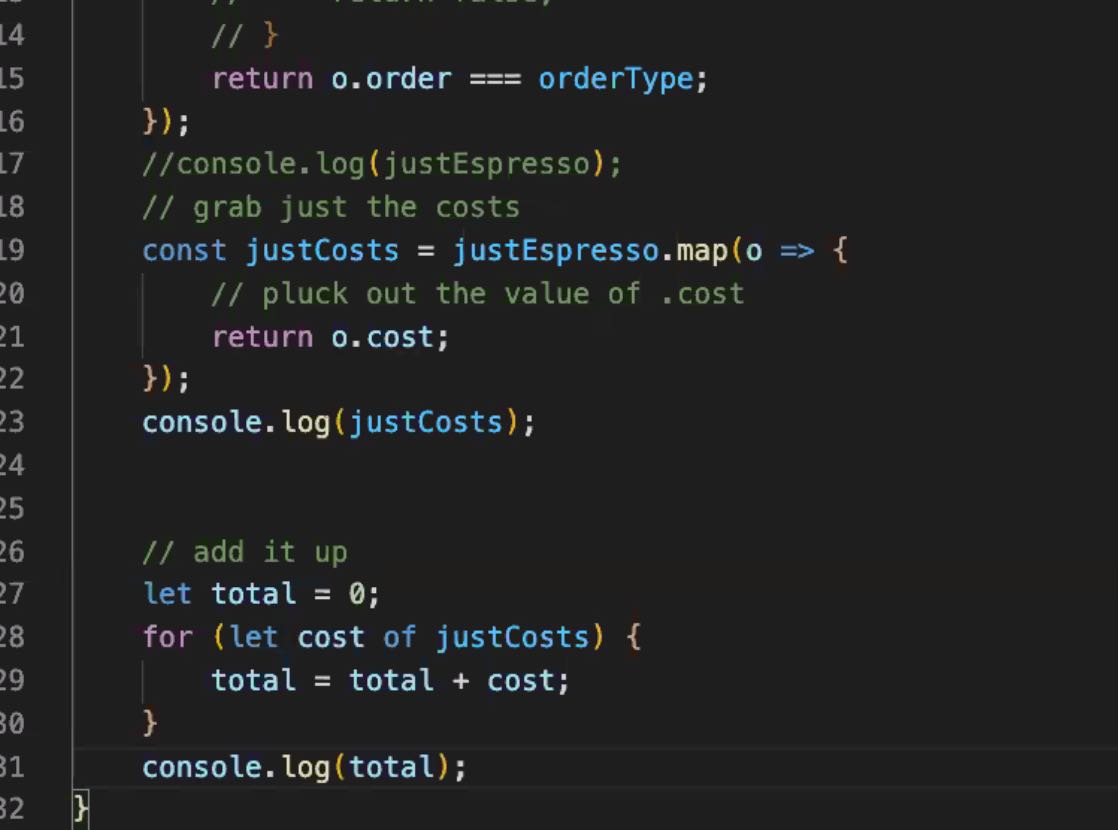 14 // }
15 return o.order === orderType;
16 });
17 //console.log(justEspresso);
18 // grab just the costs
19 const justCosts = justEspresso.map(o => {
20 // pluck out the value of .cost
21 return o.cost;
22 });
23 console.log(justCosts);
24
25
26 // add it up
27 let total = 0;
28 for (let cost of justCosts) {
29 total = total + cost;
30 }
31 console.log(total);
32 }